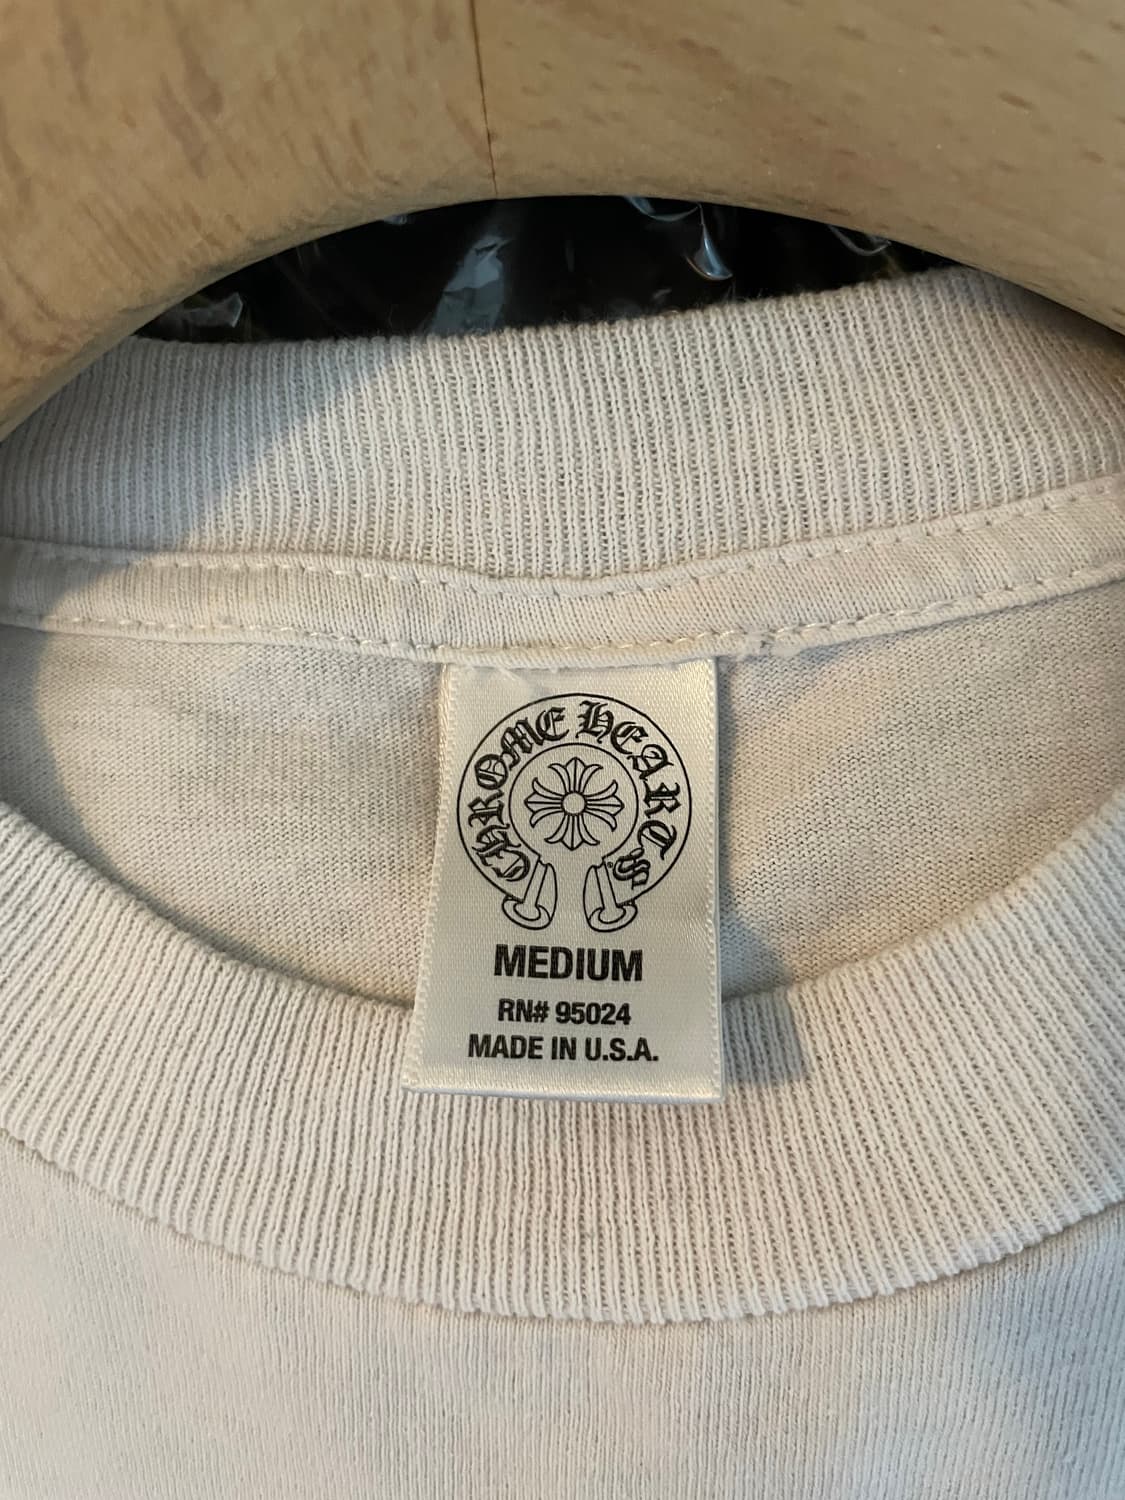 CHROME HEARTS
MEDIUM
RN# 95024
MADE IN U.S.A.